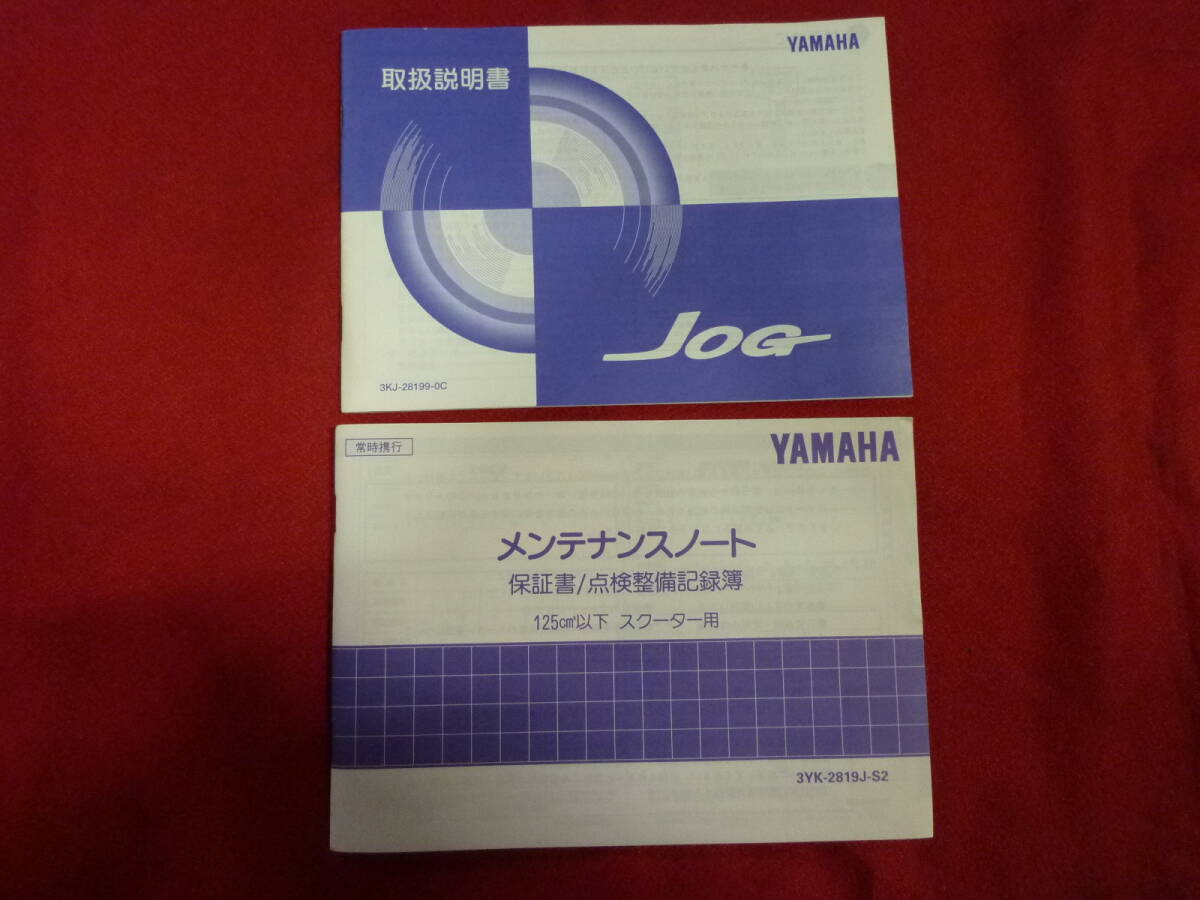 取扱説明書
YAMAHA
JOG
3KJ-28199-0C
常時携行
YAMAHA
メンテナンスノート
保証書/点検整備記録簿
125cm³以下 スクーター用
3YK-2819J-S2